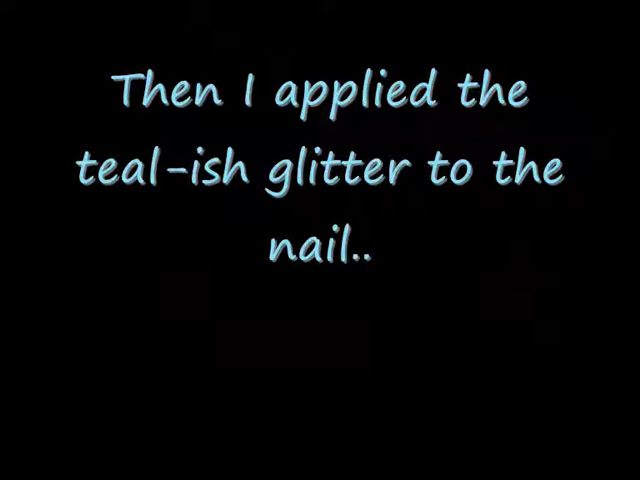 Then I applied the
teal-ish glitter to the
nail..